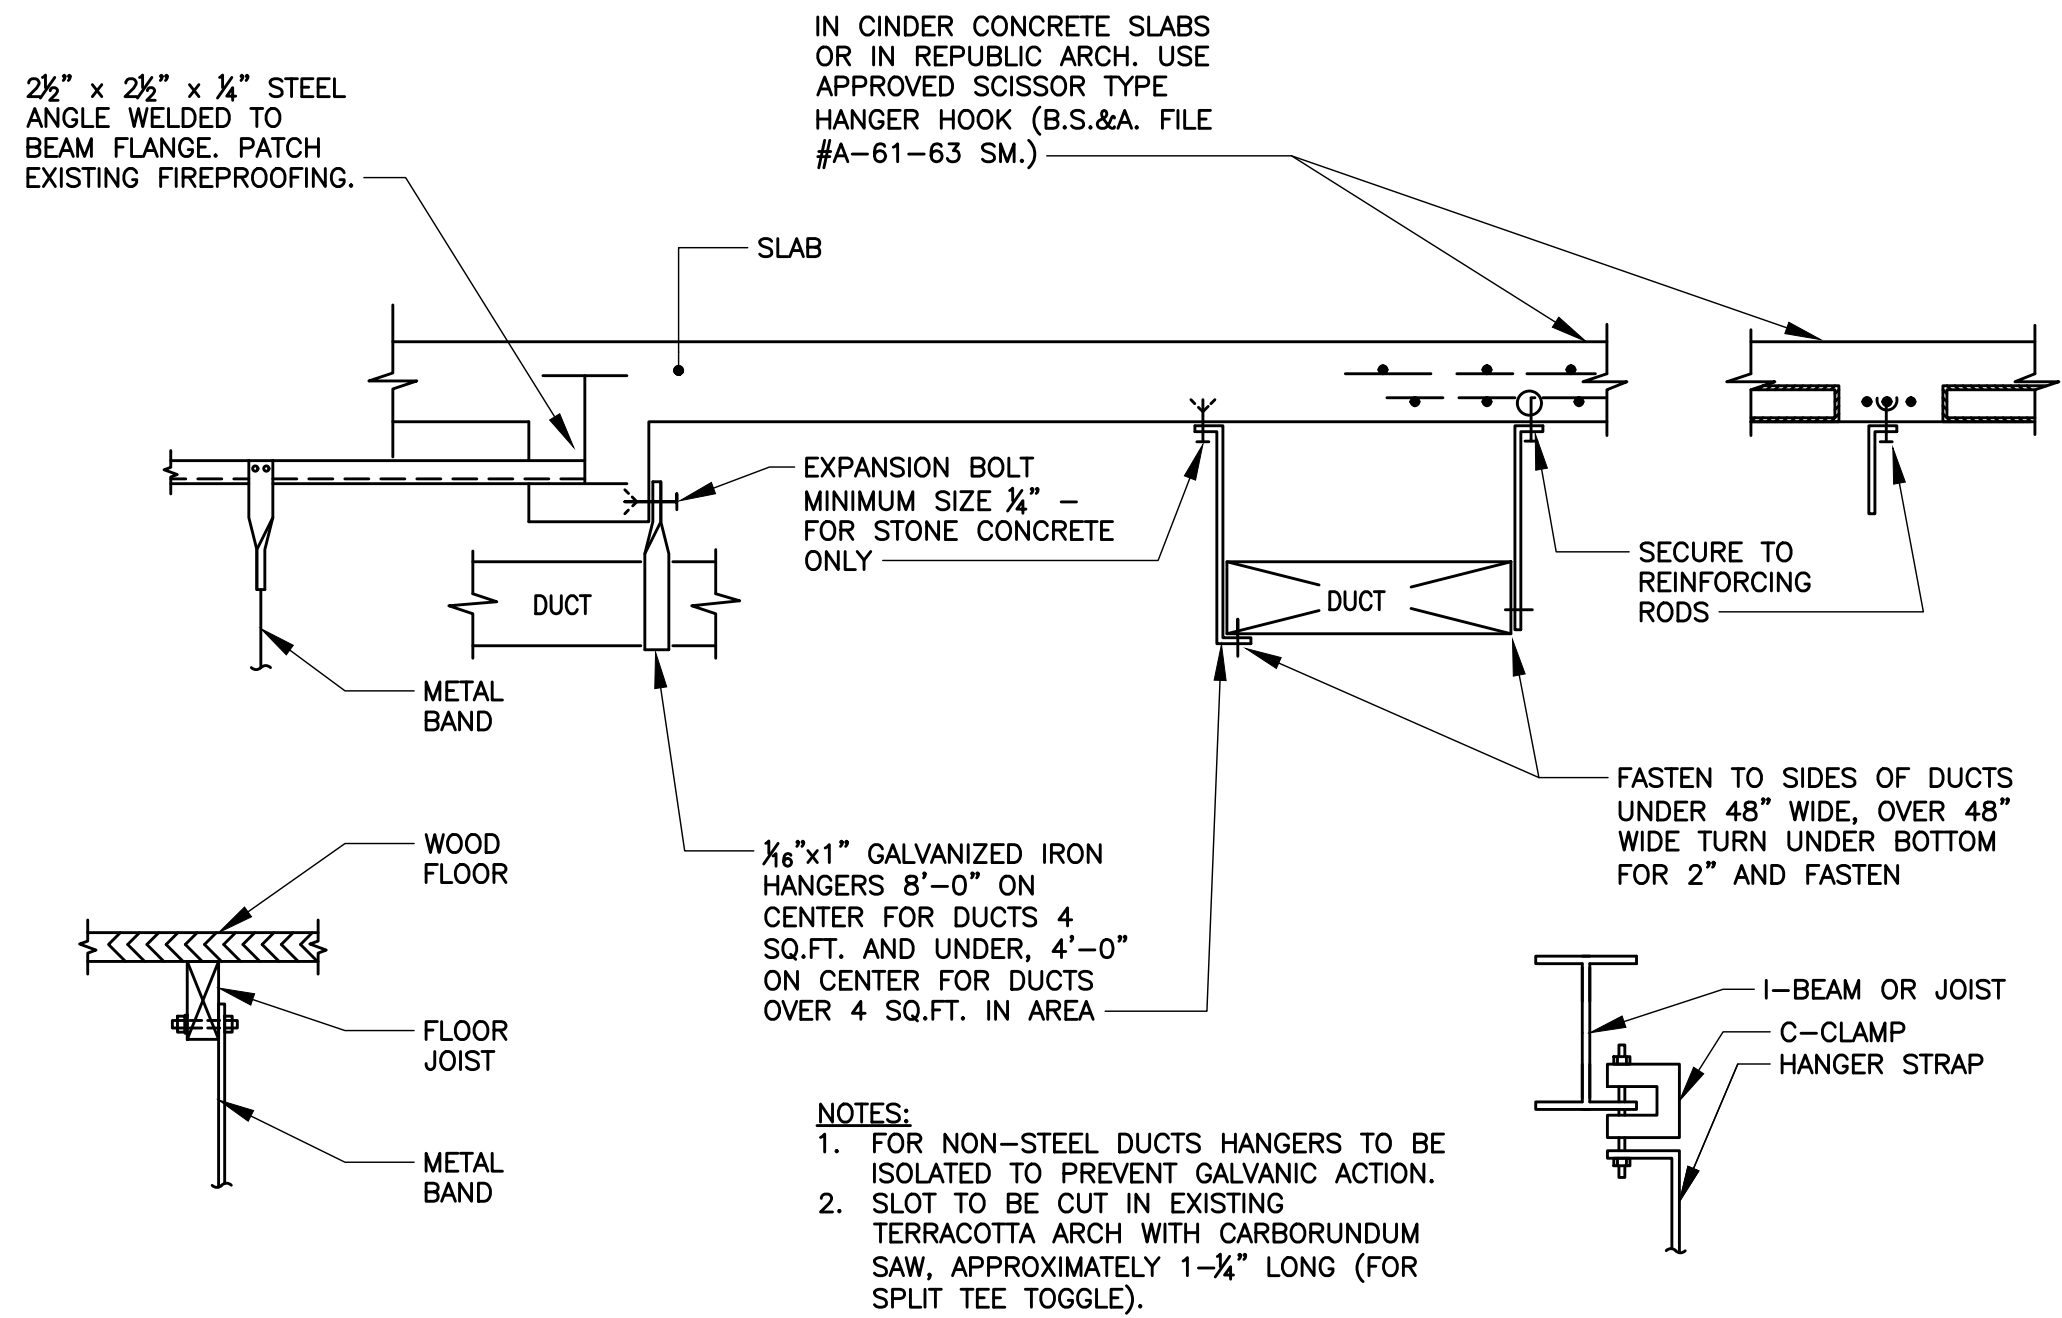 IN CINDER CONCRETE SLABS
OR IN REPUBLIC ARCH. USE
APPROVED SCISSOR TYPE
HANGER HOOK (B.S.&A. FILE
#A-61-63 SM.)
2½" x 2½" x ¼" STEEL
ANGLE WELDED TO
BEAM FLANGE. PATCH
EXISTING FIREPROOFING.
SLAB
EXPANSION BOLT
MINIMUM SIZE ¼" -
FOR STONE CONCRETE
ONLY
SECURE TO
REINFORCING
RODS
DUCT
DUCT
METAL
BAND
FASTEN TO SIDES OF DUCTS
UNDER 48" WIDE, OVER 48"
WIDE TURN UNDER BOTTOM
FOR 2" AND FASTEN
WOOD
FLOOR
1/16"x1" GALVANIZED IRON
HANGERS 8'-0" ON
CENTER FOR DUCTS 4
SQ.FT. AND UNDER, 4'-0"
ON CENTER FOR DUCTS
OVER 4 SQ.FT. IN AREA
FLOOR
JOIST
METAL
BAND
I-BEAM OR JOIST
C-CLAMP
HANGER STRAP
NOTES:
1. FOR NON-STEEL DUCTS HANGERS TO BE
ISOLATED TO PREVENT GALVANIC ACTION.
2. SLOT TO BE CUT IN EXISTING
TERRACOTTA ARCH WITH CARBORUNDUM
SAW, APPROXIMATELY 1-¼" LONG (FOR
SPLIT TEE TOGGLE).